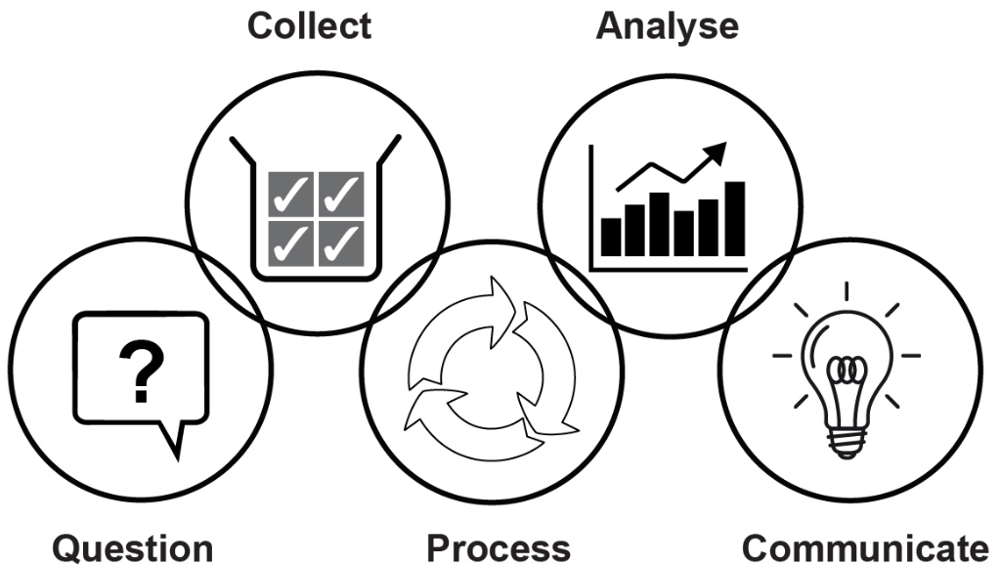 Collect
Analyse
?
Question
Process
Communicate